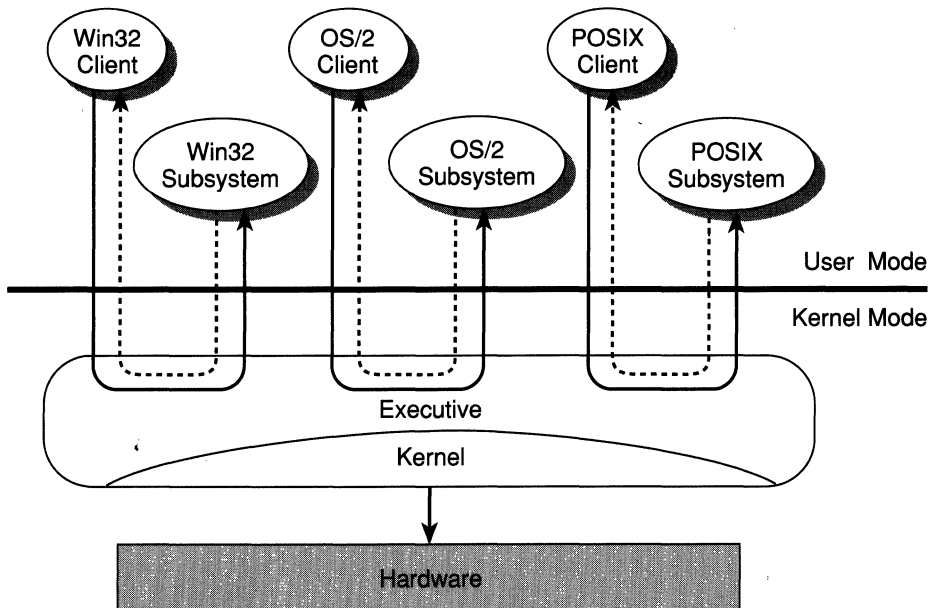 Win32
Client
OS/2
Client
POSIX
Client
Win32
Subsystem
OS/2
Subsystem
POSIX
Subsystem
User Mode
Kernel Mode
Executive
Kernel
Hardware